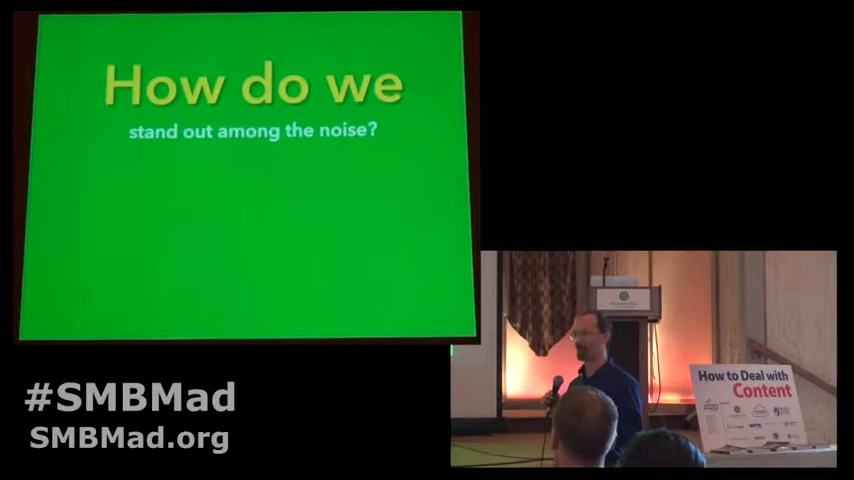 How do we
stand out among the noise?
#SMBMad
SMBMad.org
How to Deal with
Content